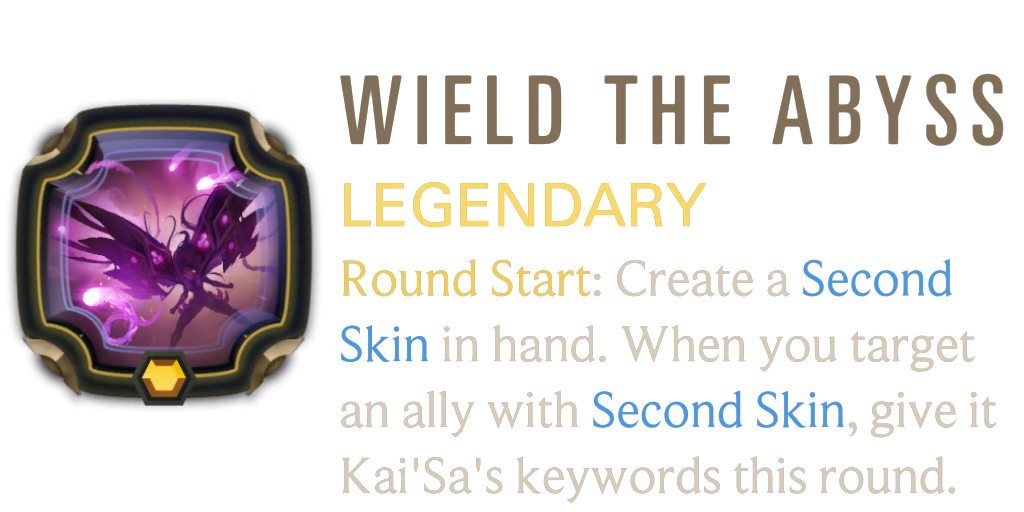 WIELD THE ABYSS
LEGENDARY
Round Start: Create a Second
Skin in hand. When you target
an ally with Second Skin, give it
Kai'Sa's keywords this round.